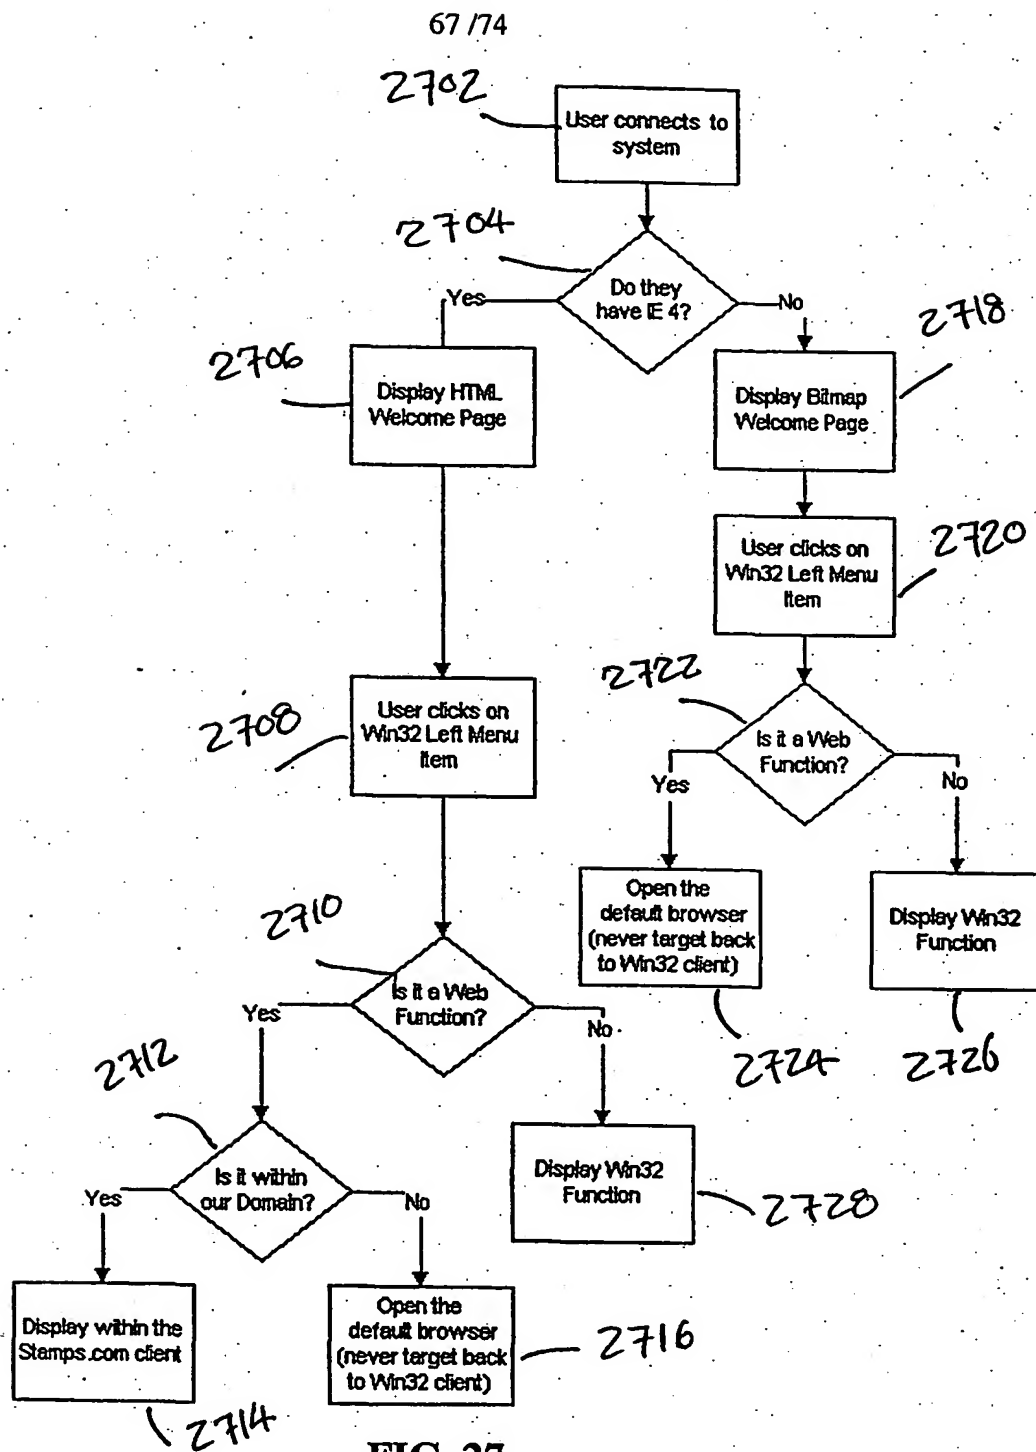 67 /74
2702
User connects to
system
2704
Do they
have IE 4?
Yes
No
2706
Display HTML
Welcome Page
2718
Display Bitmap
Welcome Page
2720
User clicks on
Win32 Left Menu
Item
2708
User clicks on
Win32 Left Menu
Item
2722
Is it a Web
Function?
Yes
No
2710
Is it a Web
Function?
Yes
No
Open the
default browser
(never target back
to Win32 client)
2724
Display Win32
Function
2726
2712
Is it within
our Domain?
Yes
No
Display Win32
Function
2728
Display within the
Stamps.com client
2714
Open the
default browser
(never target back
to Win32 client)
2716
FIG. 27